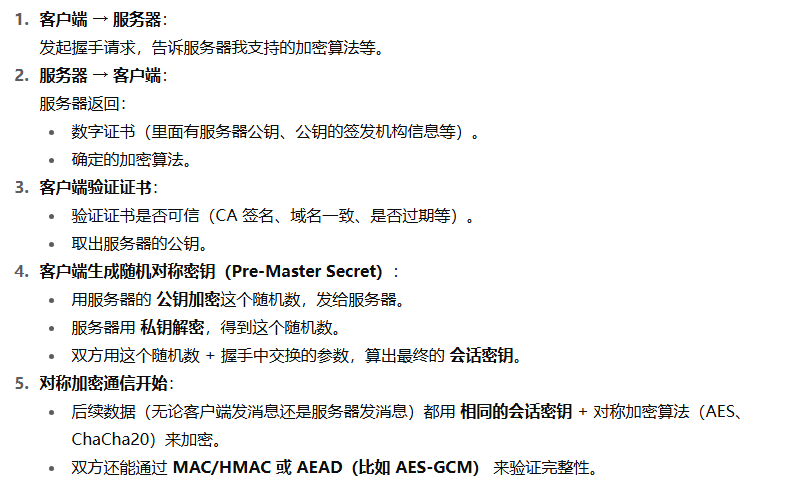 1. 客户端 → 服务器：
发起握手请求，告诉服务器我支持的加密算法等。
2. 服务器 → 客户端：
服务器返回：
• 数字证书（里面有服务器公钥、公钥的签发机构信息等）。
• 确定的加密算法。
3. 客户端验证证书：
• 验证证书是否可信（CA 签名、域名一致、是否过期等）。
• 取出服务器的公钥。
4. 客户端生成随机对称密钥（Pre-Master Secret）：
• 用服务器的 公钥加密这个随机数，发给服务器。
• 服务器用 私钥解密，得到这个随机数。
• 双方用这个随机数 + 握手中交换的参数，算出最终的 会话密钥。
5. 对称加密通信开始：
• 后续数据（无论客户端发消息还是服务器发消息）都用 相同的会话密钥 + 对称加密算法（AES、
ChaCha20）来加密。
• 双方还能通过 MAC/HMAC 或 AEAD（比如 AES-GCM） 来验证完整性。